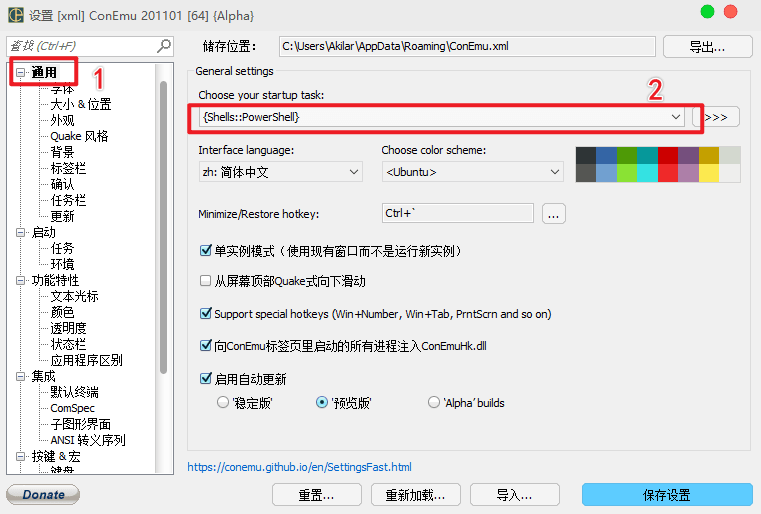 设置 [xml] ConEmu 201101 [64] {Alpha}
查找 (Ctrl+F)
储存位置：
C:\Users\Akilar\AppData\Roaming\ConEmu.xml
导出...
通用
1
字体
大小 & 位置
外观
Quake 风格
背景
标签栏
确认
任务栏
更新
启动
任务
环境
功能特性
文本光标
颜色
透明度
状态栏
应用程序区别
集成
默认终端
ComSpec
子图形界面
ANSI 转义序列
按键 & 宏
键盘
General settings
Choose your startup task:
2
{Shells::PowerShell}
>>>
Interface language:
Choose color scheme:
zh: 简体中文
<Ubuntu>
Minimize/Restore hotkey:
Ctrl+`
...
单实例模式（使用现有窗口而不是运行新实例）
从屏幕顶部Quake式向下滑动
Support special hotkeys (Win+Number, Win+Tab, PrntScrn and so on)
向ConEmu标签页里启动的所有进程注入ConEmuHk.dll
启用自动更新
'稳定版'
'预览版'
'Alpha' builds
https://conemu.github.io/en/SettingsFast.html
Donate
重置...
重新加载...
导入...
保存设置